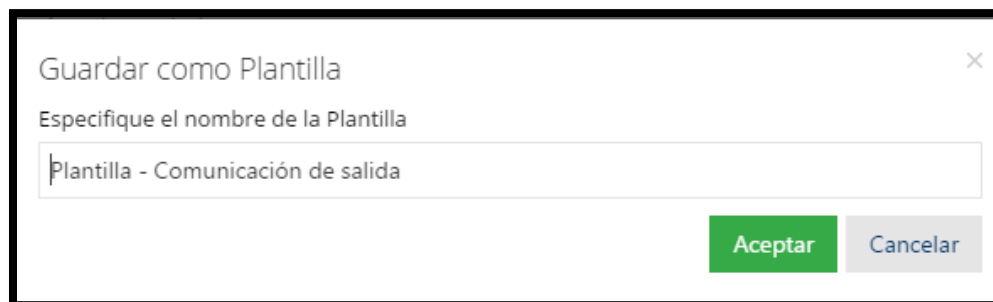 Guardar como Plantilla
Especifique el nombre de la Plantilla
Plantilla - Comunicación de salida
Aceptar Cancelar